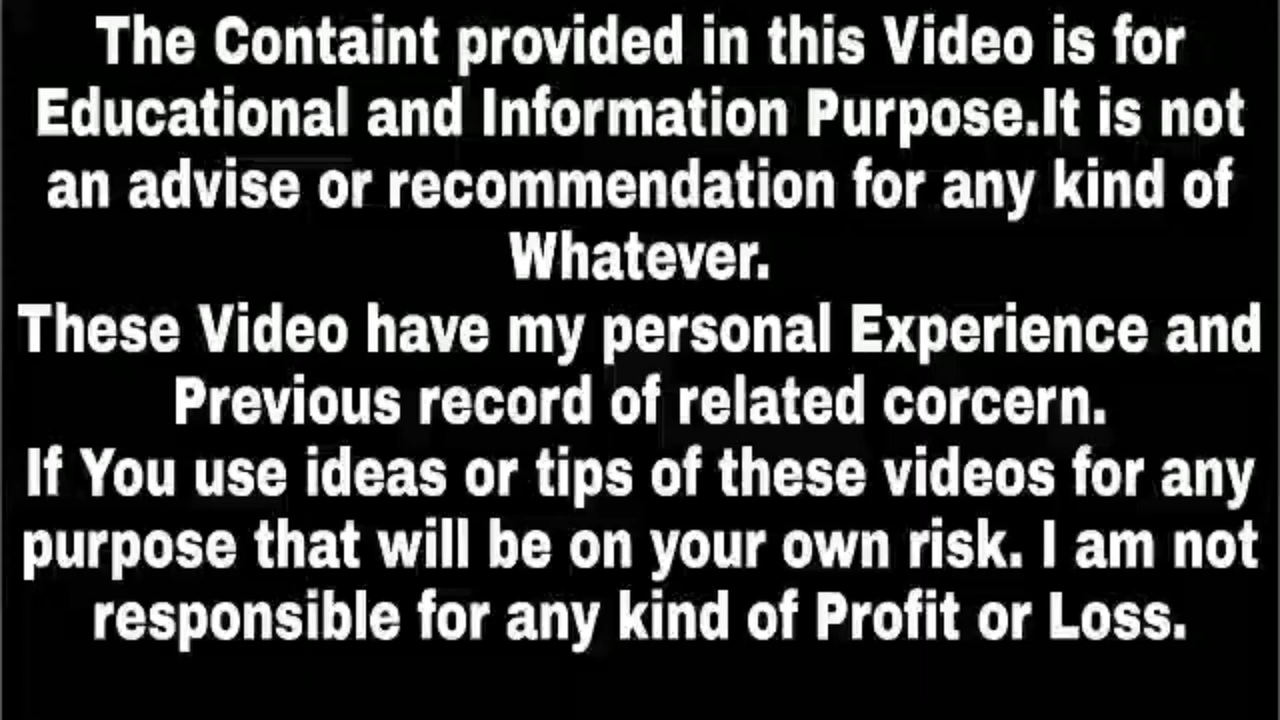 The Containt provided in this Video is for
Educational and Information Purpose.It is not
an advise or recommendation for any kind of
Whatever.
These Video have my personal Experience and
Previous record of related corcern.
If You use ideas or tips of these videos for any
purpose that will be on your own risk. I am not
responsible for any kind of Profit or Loss.